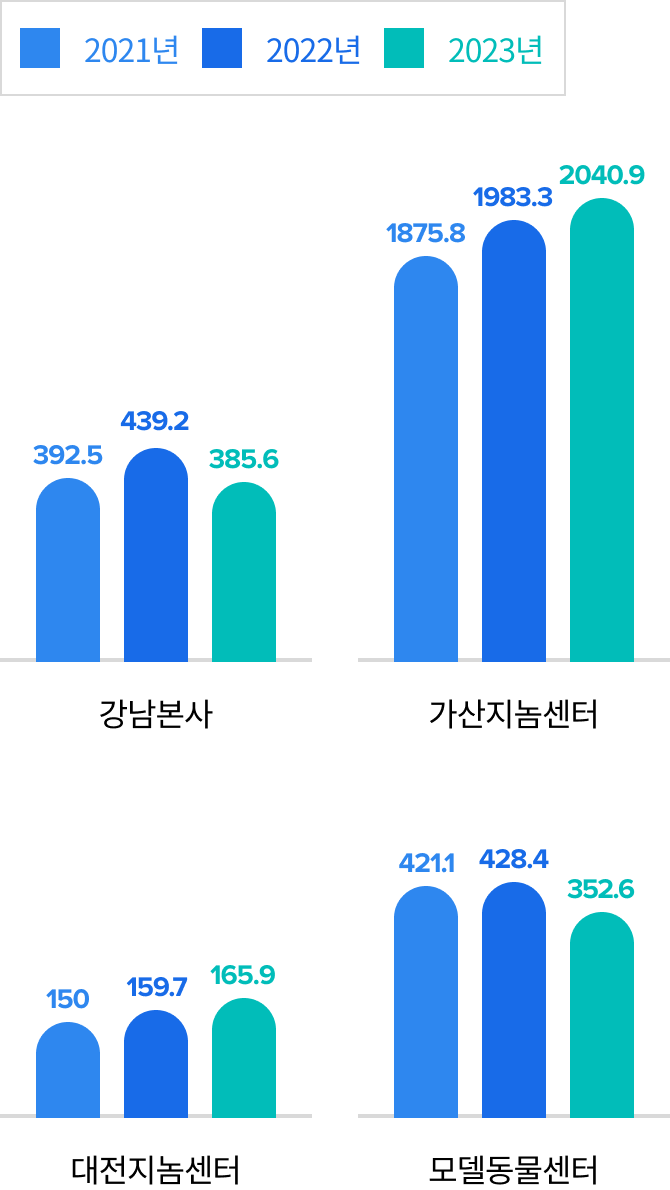 2021년 2022년 2023년
392.5 439.2 385.6
강남본사
1875.8 1983.3 2040.9
가산지놈센터
150 159.7 165.9
대전지놈센터
421.1 428.4 352.6
모델동물센터